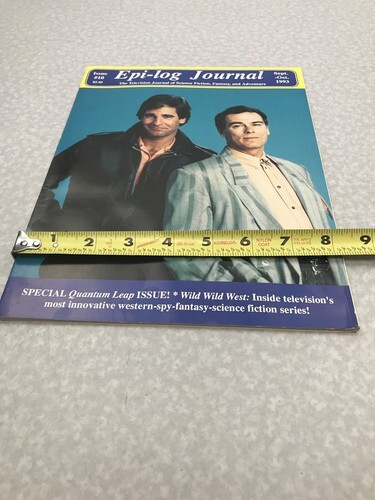 Issue
#10
Epi-log Journal
The Television Journal of Science Fiction, Fantasy, and Adventure
Sept.
-Oct.
1993
1 2 3 4 5 6 7 8 9
SPECIAL Quantum Leap ISSUE! * Wild Wild West: Inside television's
most innovative western-spy-fantasy-science fiction series!